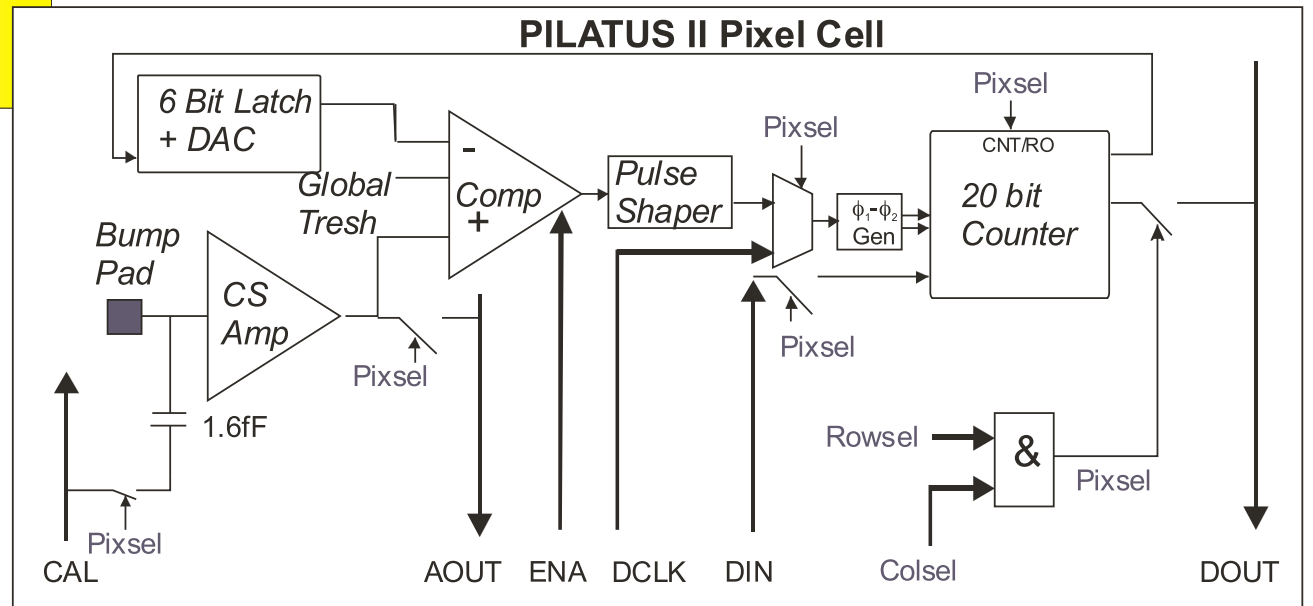 PILATUS II Pixel Cell
6 Bit Latch
+ DAC
Global
Tresh
-
Comp
+
Pulse
Shaper
Pixsel
ϕ₁-ϕ₂
Gen
Pixsel
CNT/RO
20 bit
Counter
Bump
Pad
CS
Amp
Pixsel
Pixsel
1.6fF
Rowsel
&
Pixsel
Pixsel
CAL
AOUT
ENA
DCLK
DIN
Colsel
DOUT